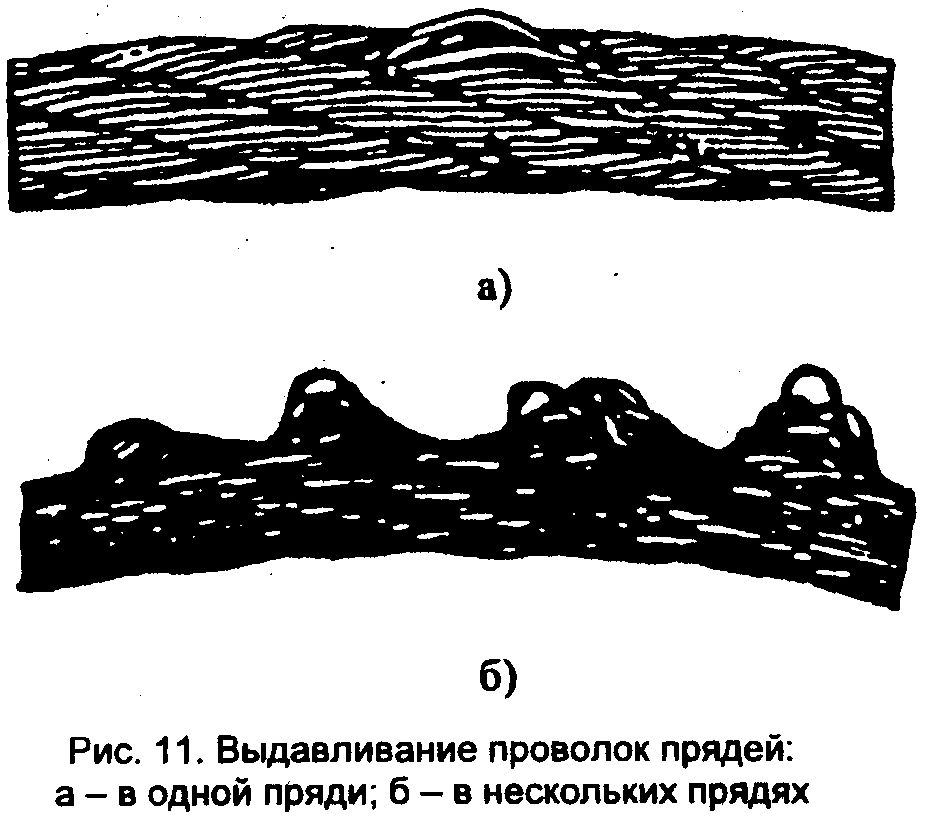 а)
б)
Рис. 11. Выдавливание проволок прядей:
а – в одной пряди; б – в нескольких прядях